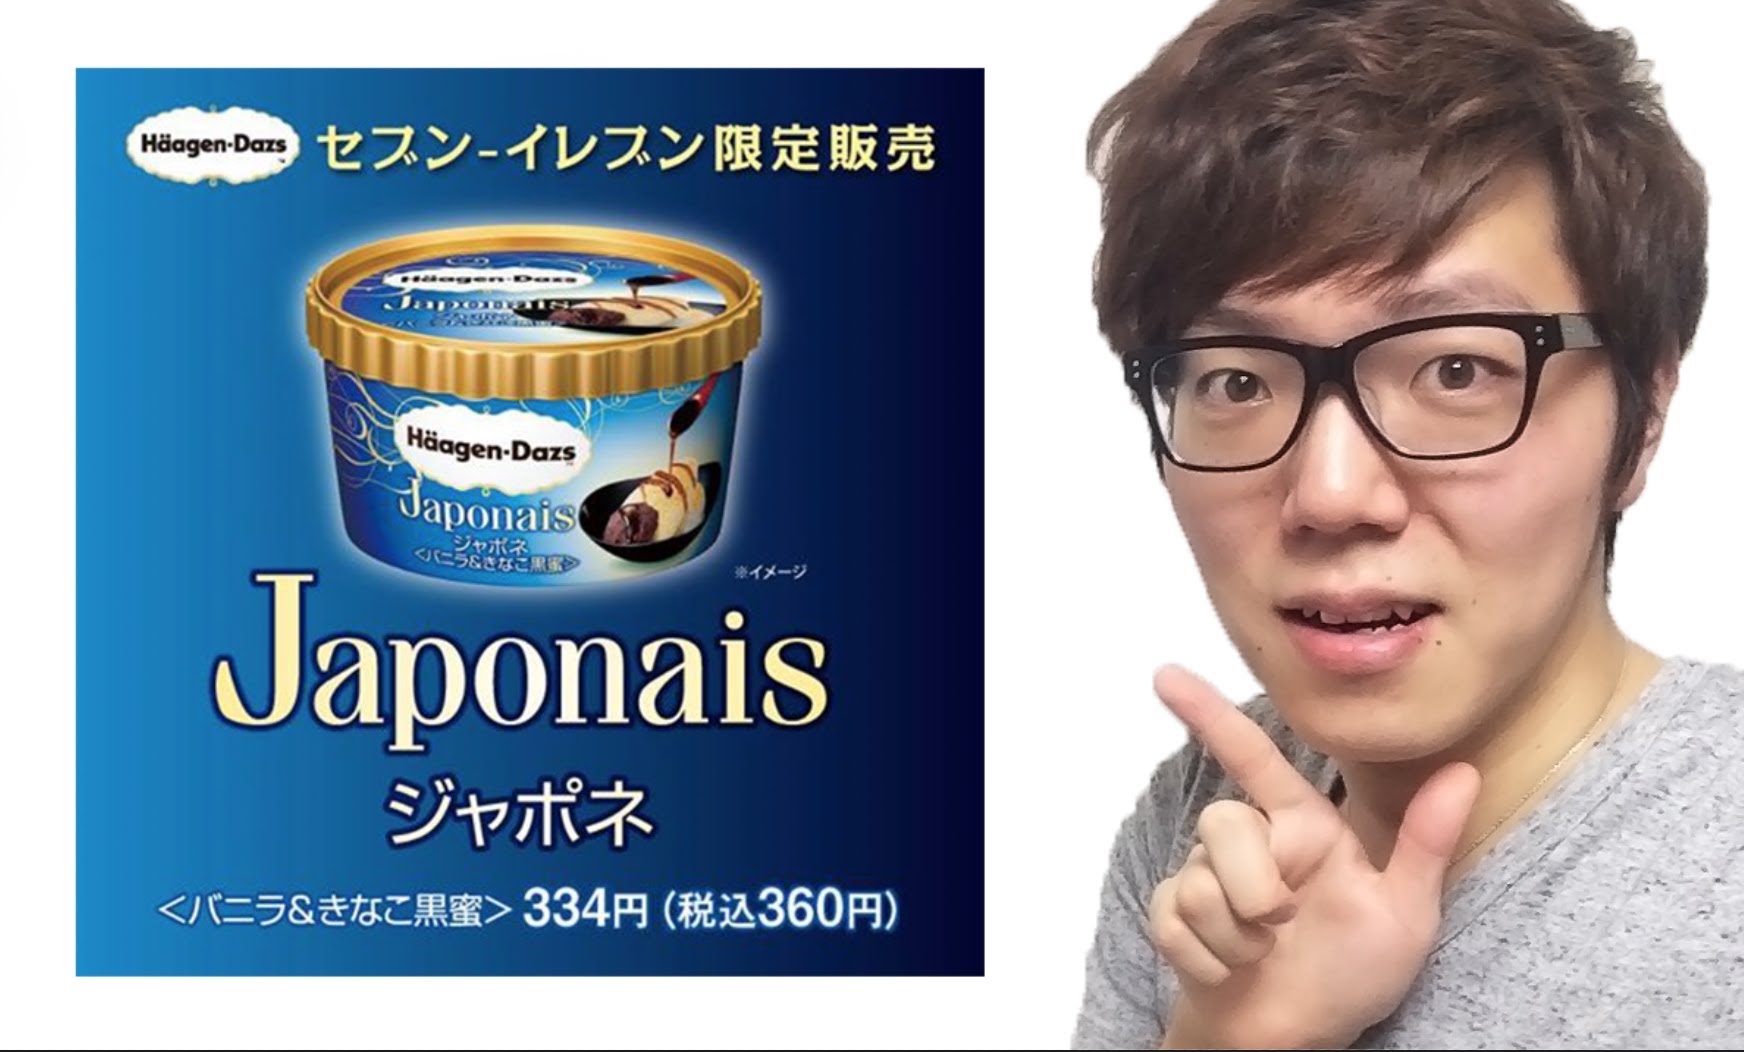 Häagen-Dazs
セブン-イレブン限定販売
Häagen-Dazs
Japonais
Häagen-Dazs
Japonais
ジャポネ
<バニラ&きなこ黒蜜>
※イメージ
Japonais
ジャポネ
<バニラ&きなこ黒蜜> 334円 (税込360円)